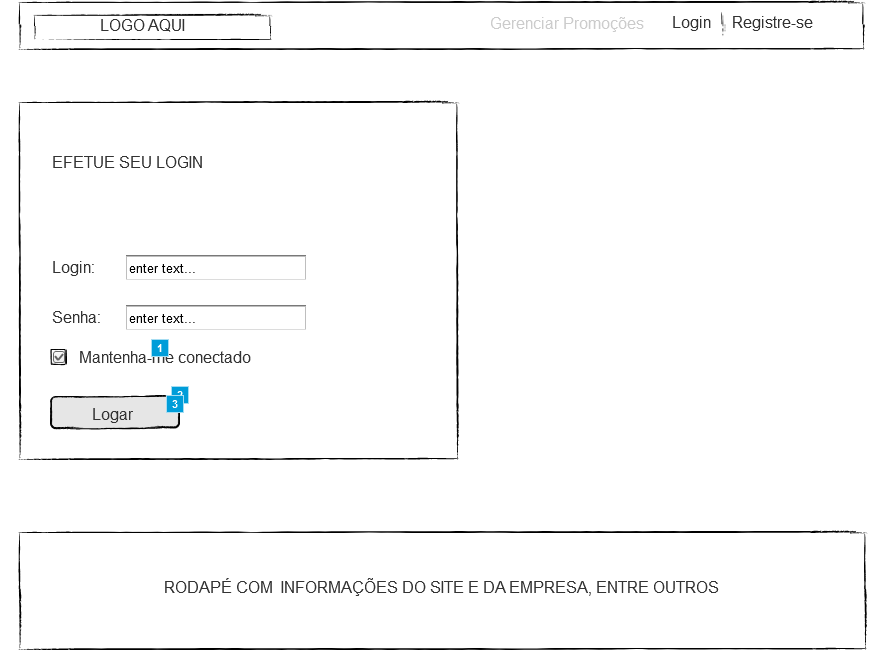 LOGO AQUI
Gerenciar Promoções
Login
Registre-se
EFETUE SEU LOGIN
Login:
enter text...
Senha:
enter text...
1
Mantenha-me conectado
2
3
Logar
RODAPÉ COM INFORMAÇÕES DO SITE E DA EMPRESA, ENTRE OUTROS